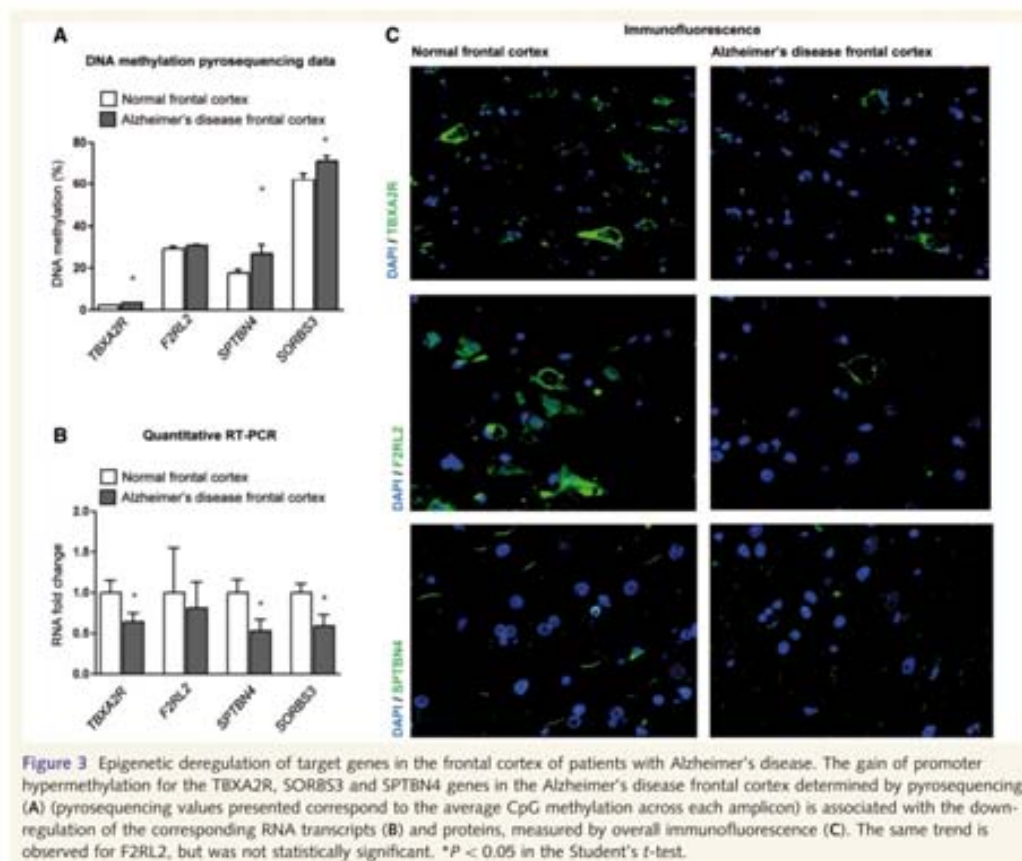 A
DNA methylation pyrosequencing data
Normal frontal cortex
Alzheimer's disease frontal cortex
80
60
40
20
0
DNA methylation (%)
*
*
*
TBXA2R
F2RL2
SPTBN4
SORBS3
B
Quantitative RT-PCR
Normal frontal cortex
Alzheimer's disease frontal cortex
2.0
1.5
1.0
0.5
0.0
RNA fold change
*
*
*
TBXA2R
F2RL2
SPTBN4
SORBS3
C
Immunofluorescence
Normal frontal cortex
Alzheimer's disease frontal cortex
DAPI / TBXA2R
DAPI / F2RL2
DAPI / SPTBN4
Figure 3 Epigenetic deregulation of target genes in the frontal cortex of patients with Alzheimer's disease. The gain of promoter
hypermethylation for the TBXA2R, SORBS3 and SPTBN4 genes in the Alzheimer's disease frontal cortex determined by pyrosequencing
(A) (pyrosequencing values presented correspond to the average CpG methylation across each amplicon) is associated with the down-
regulation of the corresponding RNA transcripts (B) and proteins, measured by overall immunofluorescence (C). The same trend is
observed for F2RL2, but was not statistically significant. *P < 0.05 in the Student's t-test.